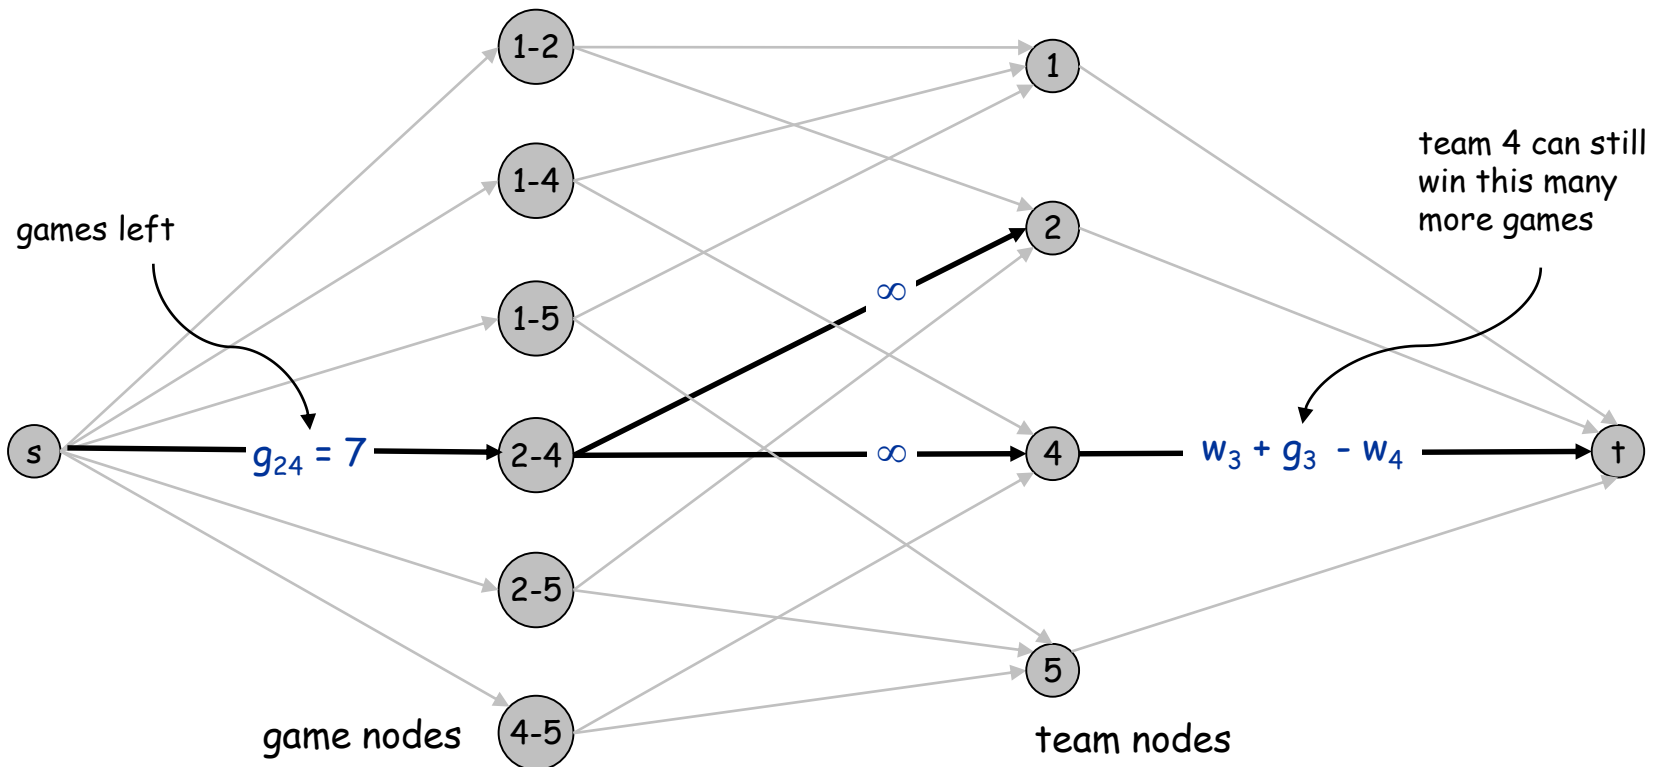 1-2
1
team 4 can still
win this many
more games
1-4
games left
2
∞
1-5
s
g24 = 7
2-4
∞
4
w3 + g3 - w4
t
2-5
5
game nodes
4-5
team nodes